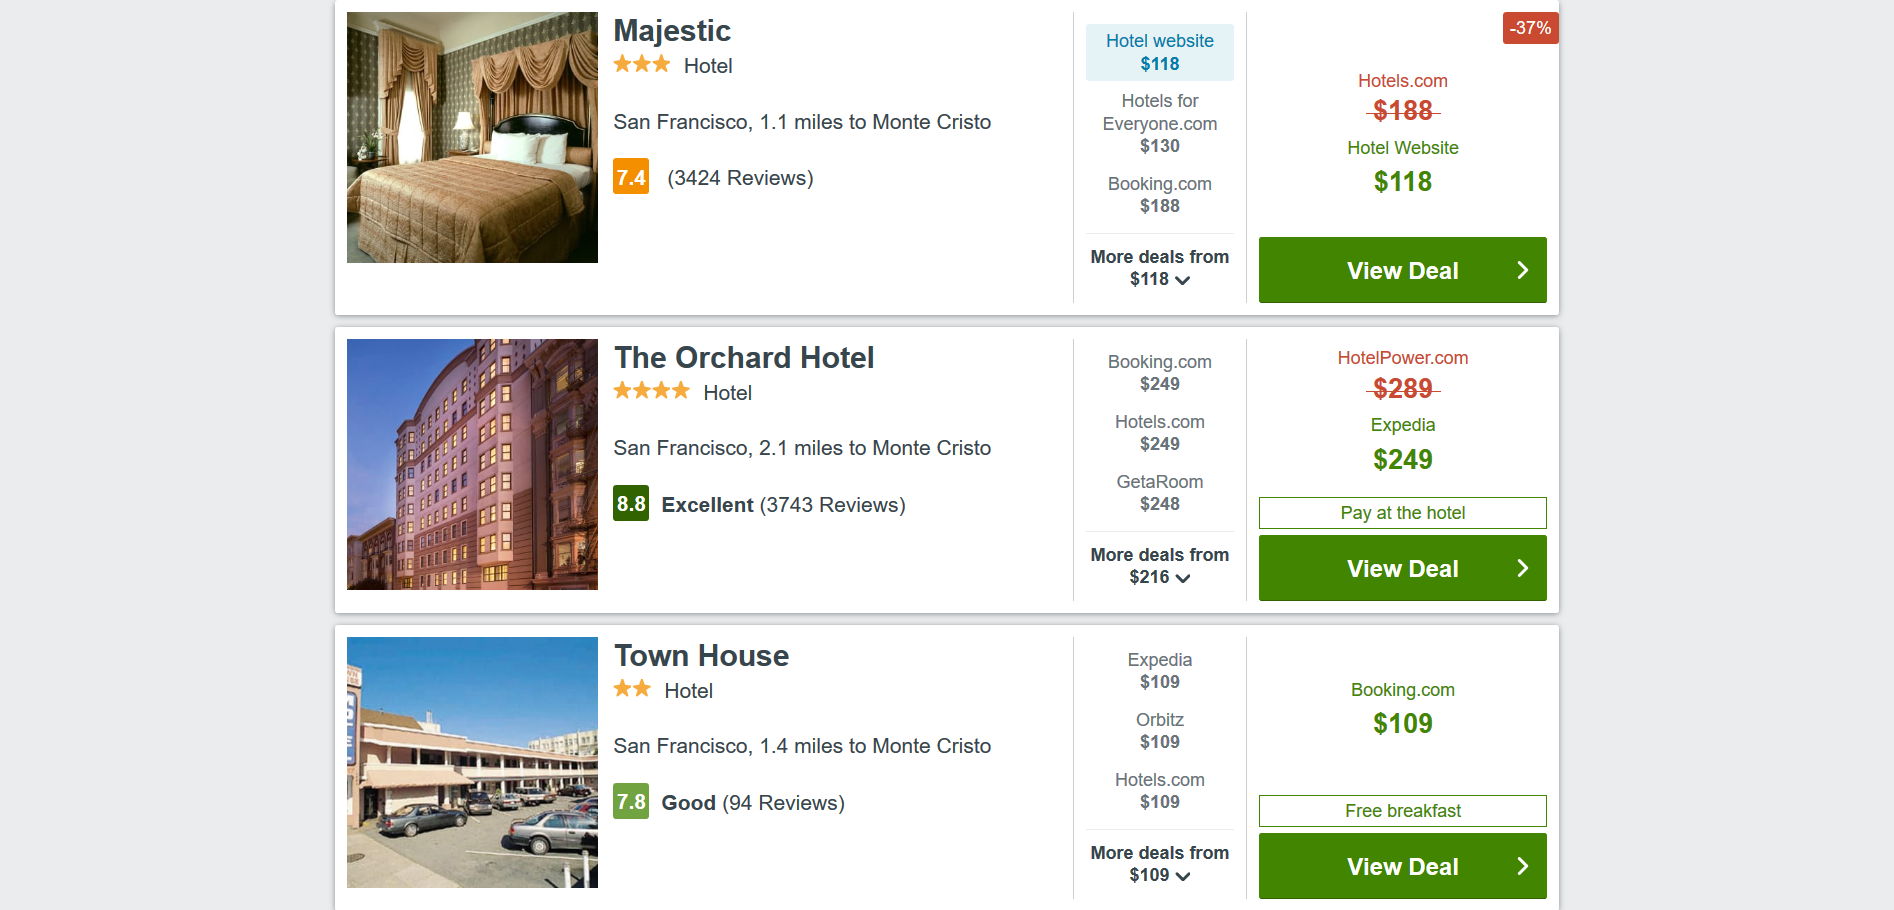 Majestic
Hotel
San Francisco, 1.1 miles to Monte Cristo
7.4 (3424 Reviews)
Hotel website
$118
Hotels for
Everyone.com
$130
Booking.com
$188
More deals from
$118
-37%
Hotels.com
$188
Hotel Website
$118
View Deal
The Orchard Hotel
Hotel
San Francisco, 2.1 miles to Monte Cristo
8.8 Excellent (3743 Reviews)
Booking.com
$249
Hotels.com
$249
GetaRoom
$248
More deals from
$216
HotelPower.com
$289
Expedia
$249
Pay at the hotel
View Deal
Town House
Hotel
San Francisco, 1.4 miles to Monte Cristo
7.8 Good (94 Reviews)
Expedia
$109
Orbitz
$109
Hotels.com
$109
More deals from
$109
Booking.com
$109
Free breakfast
View Deal